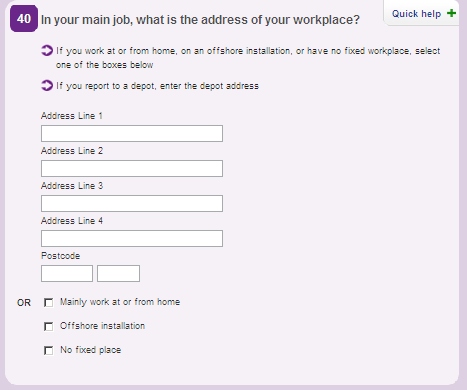 40 In your main job, what is the address of your workplace?
Quick help +
If you work at or from home, on an offshore installation, or have no fixed workplace, select
one of the boxes below
If you report to a depot, enter the depot address
Address Line 1
Address Line 2
Address Line 3
Address Line 4
Postcode
OR Mainly work at or from home
Offshore installation
No fixed place